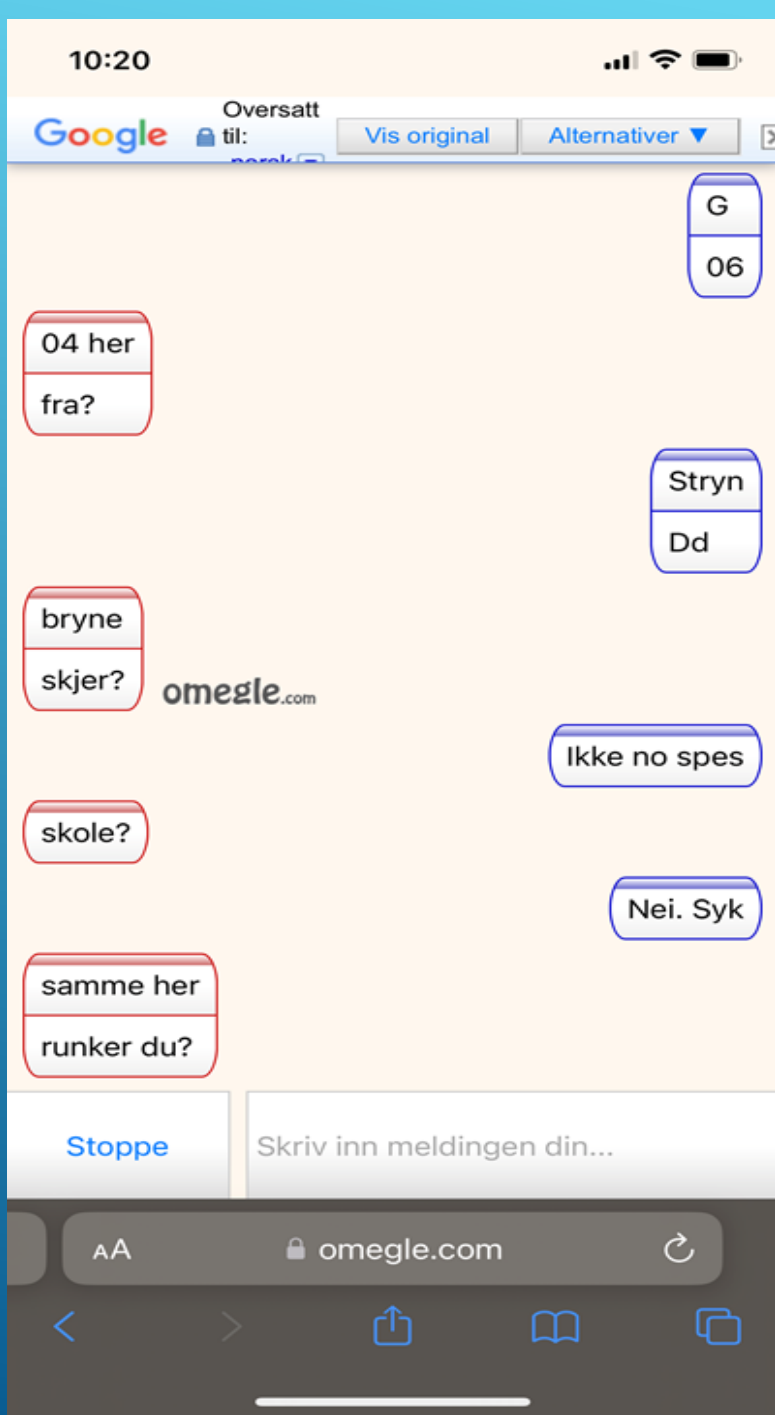 10:20
Google
Oversatt
til:
norsk
Vis original
Alternativer ▼
G
06
04 her
fra?
Stryn
Dd
bryne
skjer?
omegle.com
Ikke no spes
skole?
Nei. Syk
samme her
runker du?
Stoppe
Skriv inn meldingen din...
AA
omegle.com